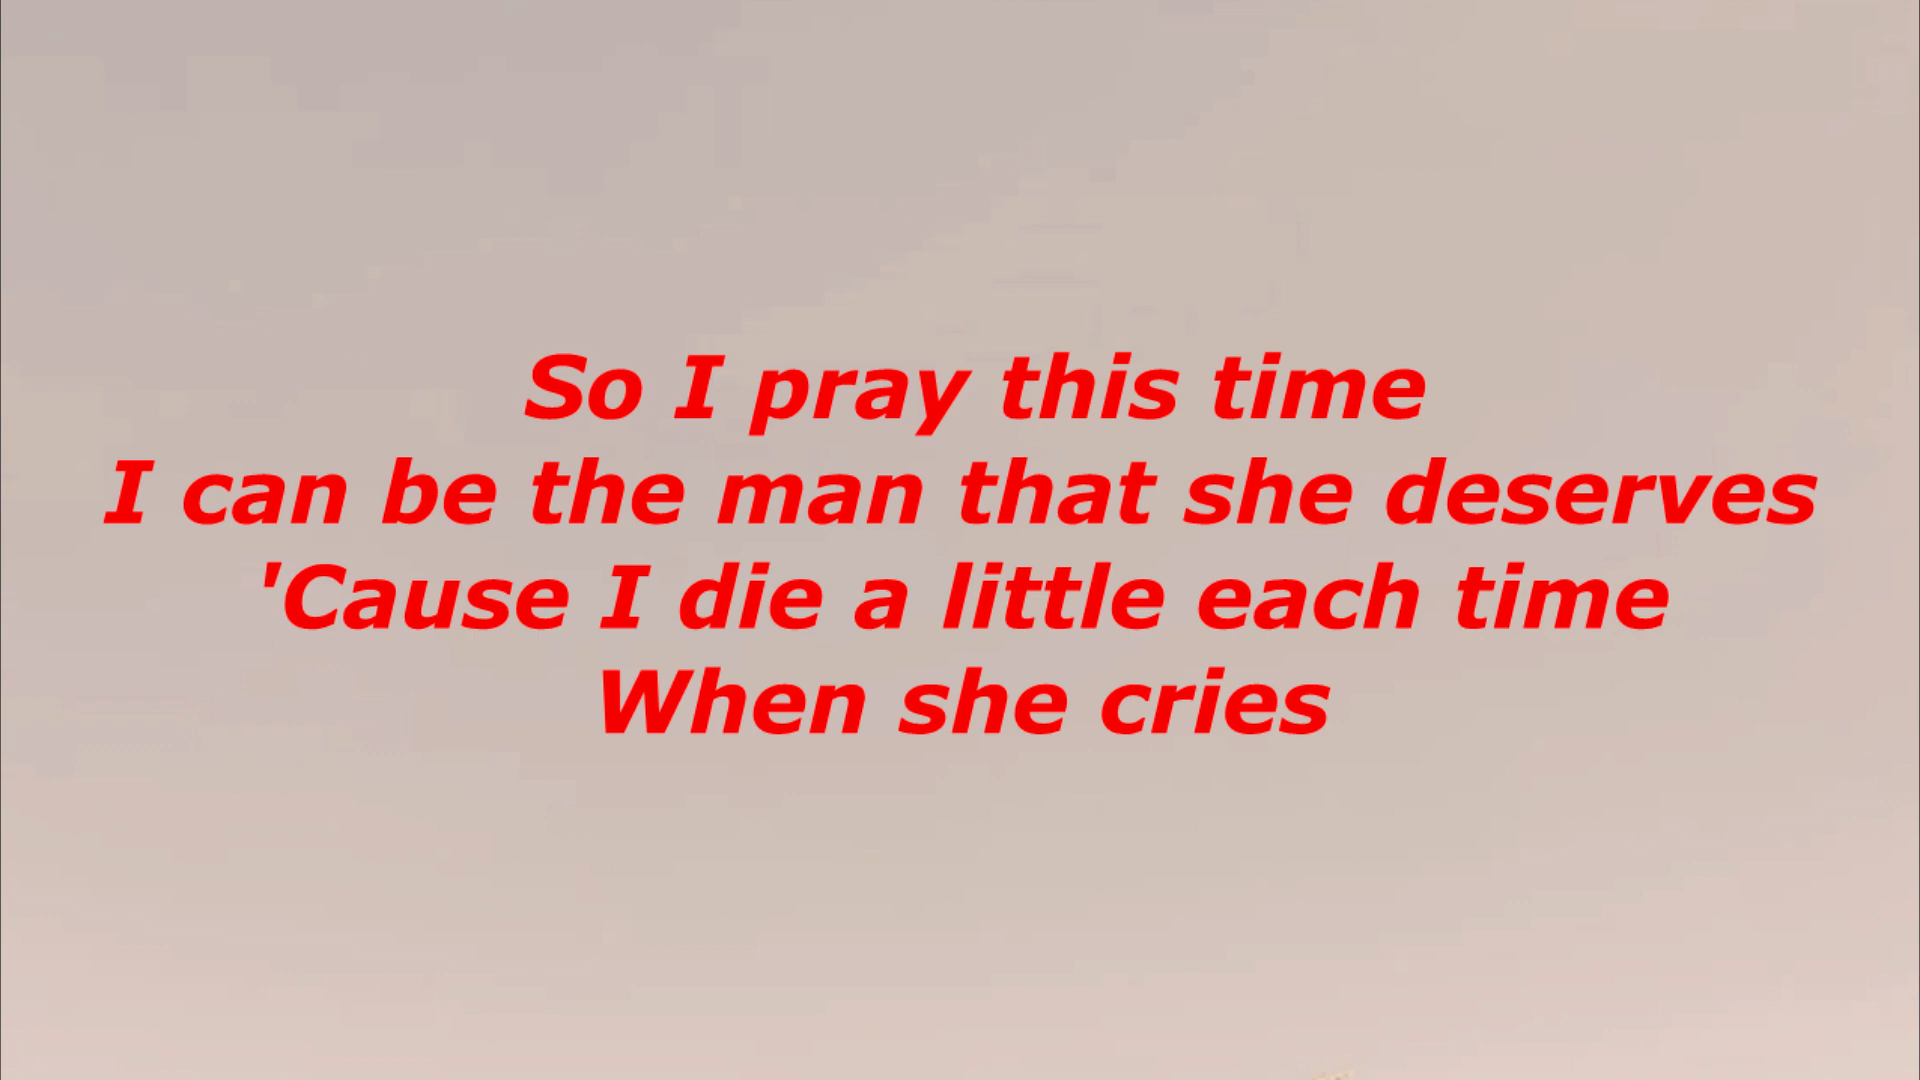 So I pray this time
I can be the man that she deserves
'Cause I die a little each time
When she cries